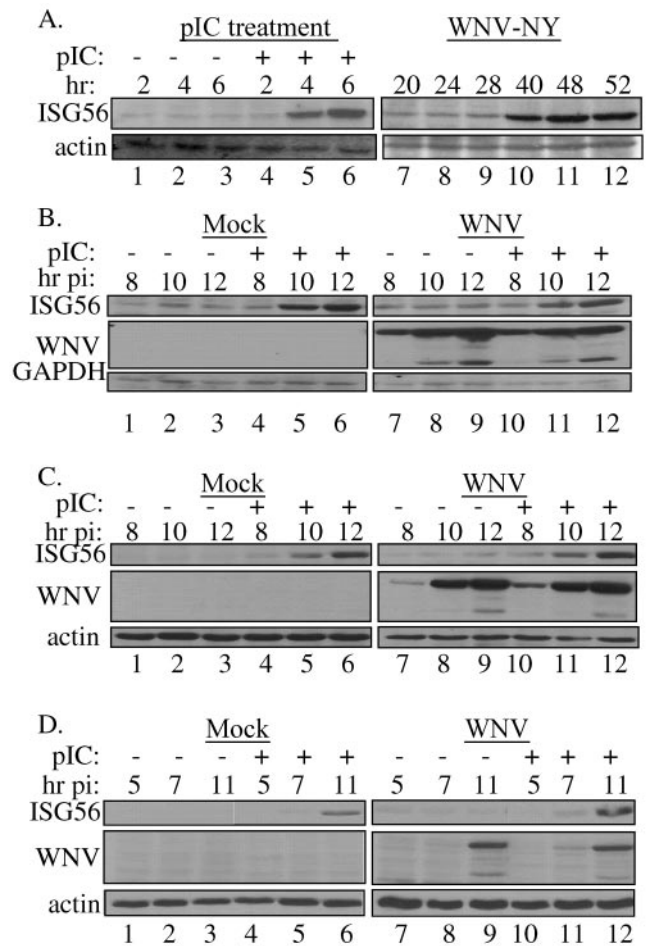 A.
pIC treatment WNV-NY
pIC: - - - + + +
hr: 2 4 6 2 4 6 20 24 28 40 48 52
ISG56
actin
1 2 3 4 5 6 7 8 9 10 11 12
B.
Mock WNV
pIC: - - - + + + - - - + + +
hr pi: 8 10 12 8 10 12 8 10 12 8 10 12
ISG56
WNV
GAPDH
1 2 3 4 5 6 7 8 9 10 11 12
C.
Mock WNV
pIC: - - - + + + - - - + + +
hr pi: 8 10 12 8 10 12 8 10 12 8 10 12
ISG56
WNV
actin
1 2 3 4 5 6 7 8 9 10 11 12
D.
Mock WNV
pIC: - - - + + + - - - + + +
hr pi: 5 7 11 5 7 11 5 7 11 5 7 11
ISG56
WNV
actin
1 2 3 4 5 6 7 8 9 10 11 12